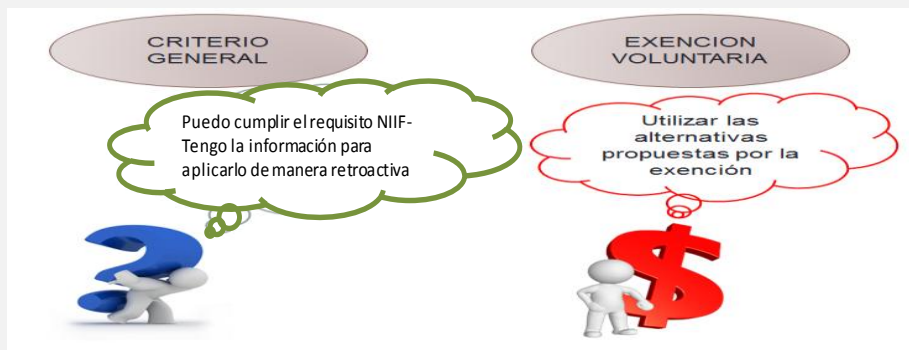 CRITERIO
GENERAL
EXENCION
VOLUNTARIA
Puedo cumplir el requisito NIIF-
Tengo la información para
aplicarlo de manera retroactiva
Utilizar las
alternativas
propuestas por la
exención